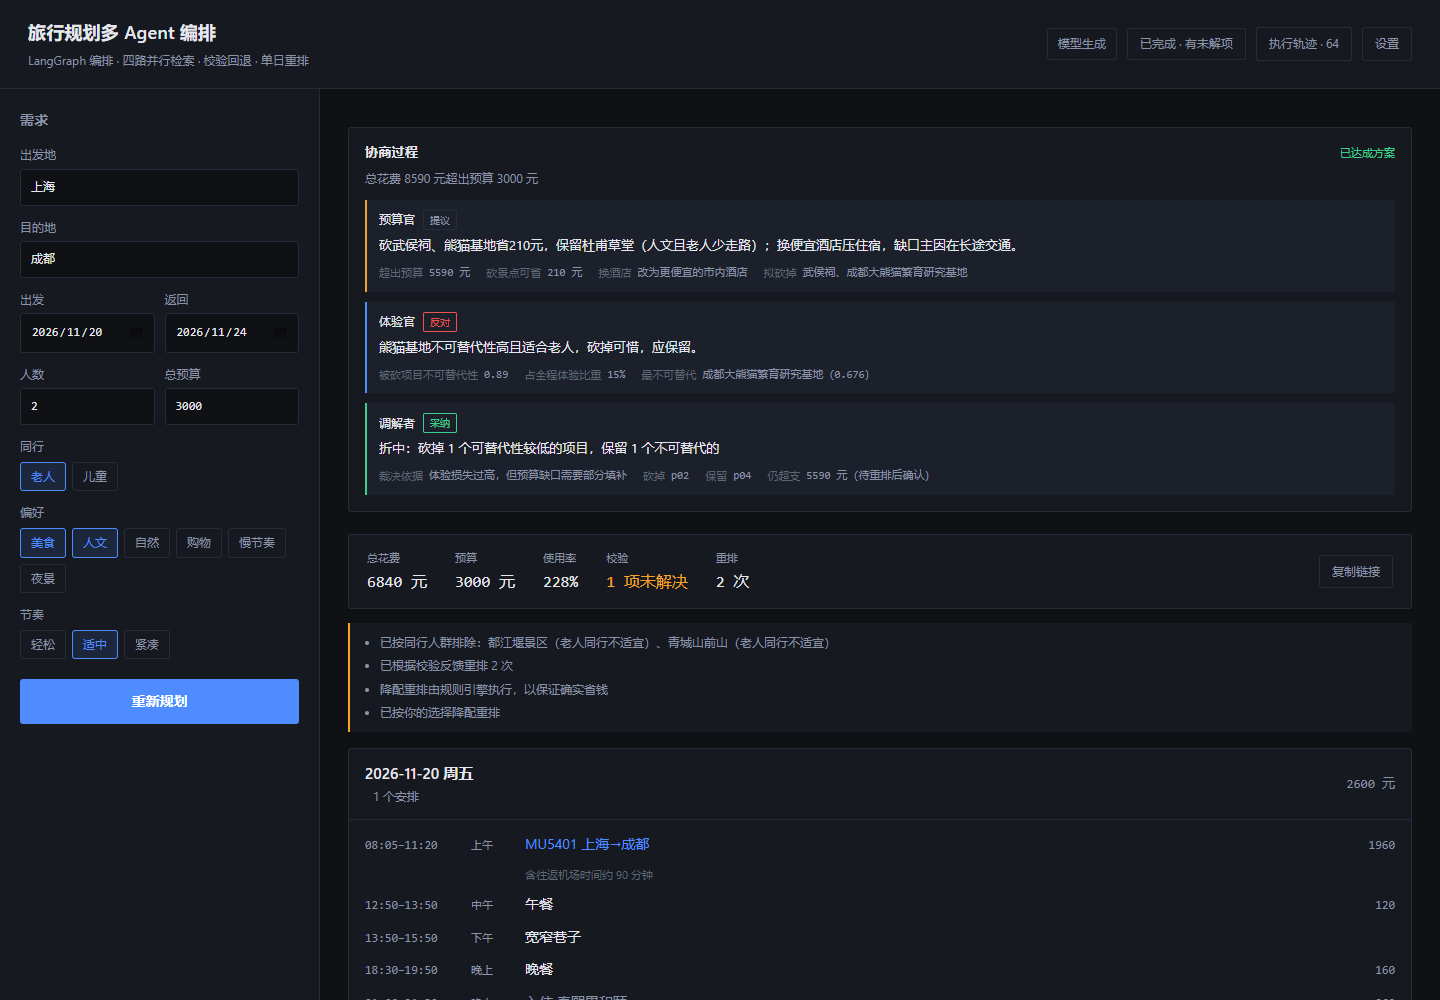 旅行规划多 Agent 编排
LangGraph 编排 · 四路并行检索 · 校验回退 · 单日重排
模型生成
已完成 · 有未解项
执行轨迹 · 64
设置
需求
出发地
上海
目的地
成都
出发
返回
2026/11/20
2026/11/24
人数
总预算
2
3000
同行
老人
儿童
偏好
美食
人文
自然
购物
慢节奏
夜景
节奏
轻松
适中
紧凑
重新规划
协商过程
已达成方案
总花费 8590 元超出预算 3000 元
预算官 提议
砍武侯祠、熊猫基地省210元，保留杜甫草堂（人文且老人少走路）；换便宜酒店压住宿，缺口主因在长途交通。
超出预算 5590 元 砍景点可省 210 元 换酒店 改为更便宜的市内酒店 拟砍掉 武侯祠、成都大熊猫繁育研究基地
体验官 反对
熊猫基地不可替代性高且适合老人，砍掉可惜，应保留。
被砍项目不可替代性 0.89 占全程体验比重 15% 最不可替代 成都大熊猫繁育研究基地（0.676）
调解者 采纳
折中：砍掉 1 个可替代性较低的项目，保留 1 个不可替代的
裁决依据 体验损失过高，但预算缺口需要部分填补 砍掉 p02 保留 p04 仍超支 5590 元（待重排后确认）
总花费
预算
使用率
校验
重排
6840 元
3000 元
228%
1 项未解决
2 次
复制链接
已按同行人群排除：都江堰景区（老人同行不适宜）、青城山前山（老人同行不适宜）
已根据校验反馈重排 2 次
降配重排由规则引擎执行，以保证确实省钱
已按你的选择降配重排
2026-11-20 周五
1 个安排
2600 元
08:05–11:20 上午 MU5401 上海→成都 1960
含往返机场时间约 90 分钟
12:50–13:50 中午 午餐 120
13:50–15:50 下午 宽窄巷子
18:30–19:50 晚上 晚餐 160